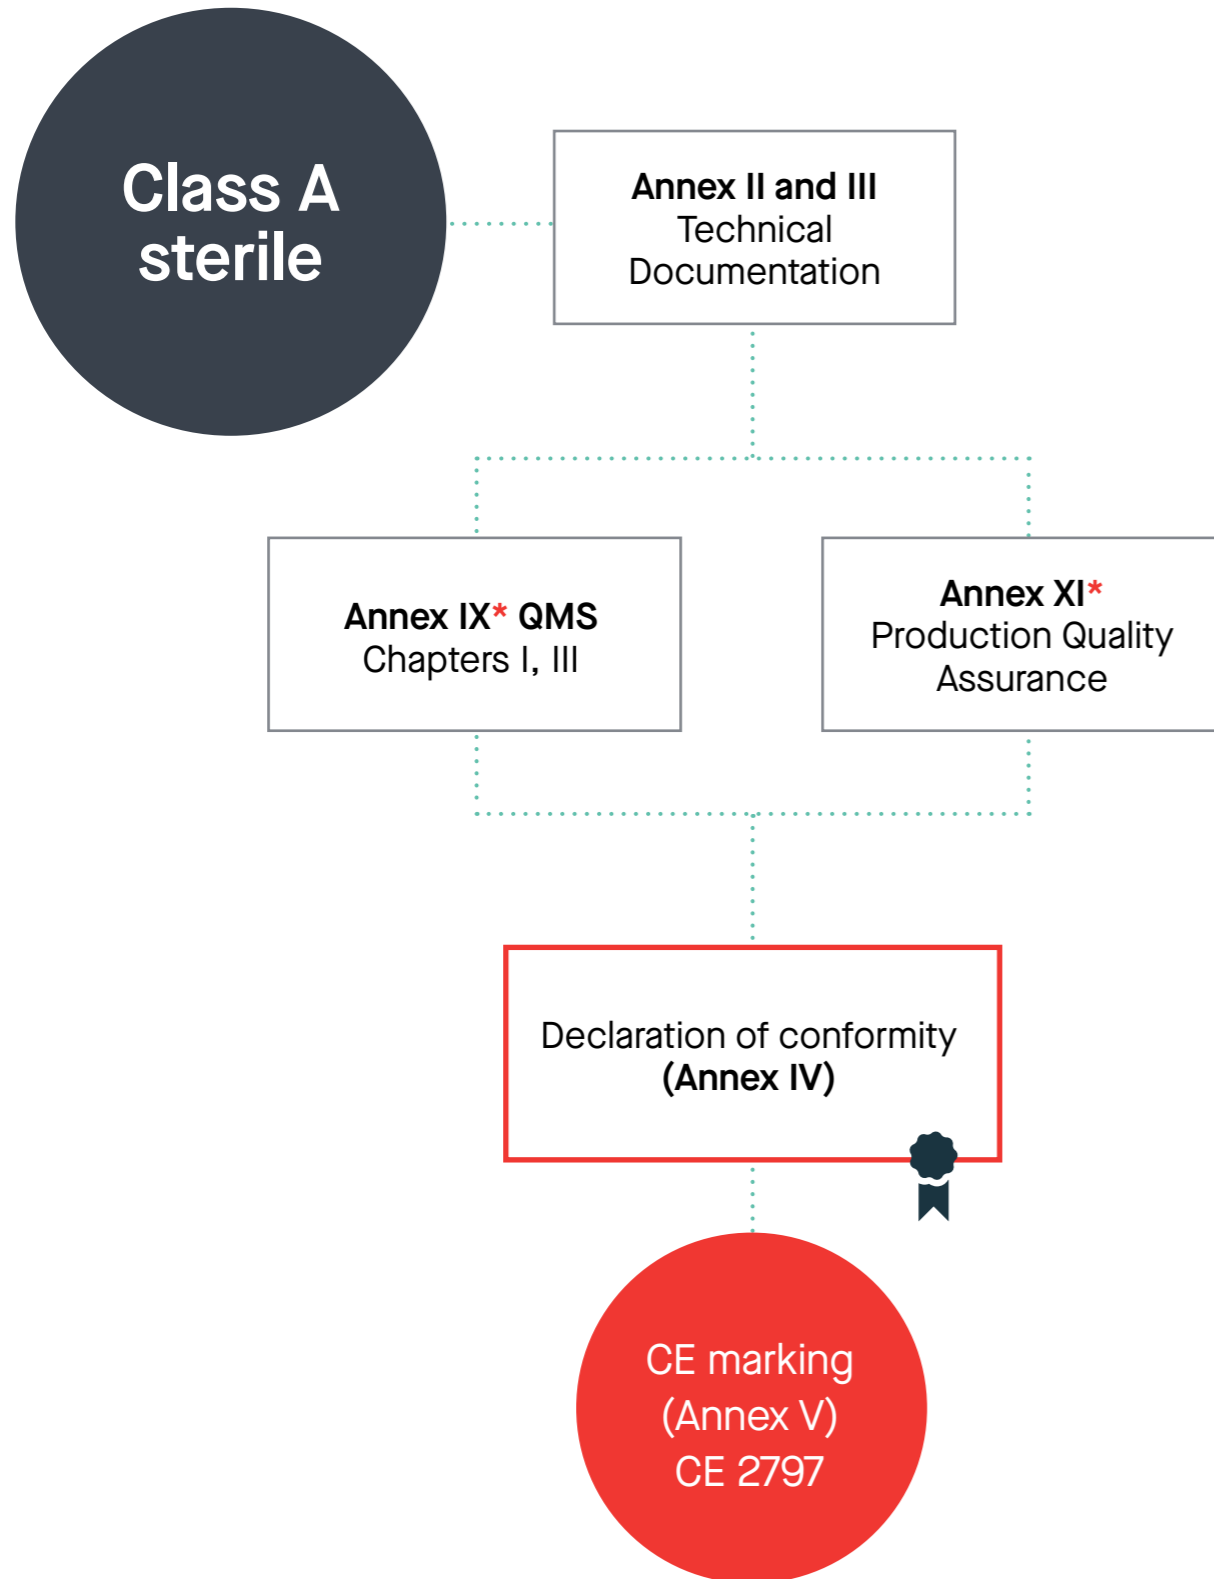 Class A
sterile
Annex II and III
Technical
Documentation
Annex IX* QMS
Chapters I, III
Annex XI*
Production Quality
Assurance
Declaration of conformity
(Annex IV)
CE marking
(Annex V)
CE 2797